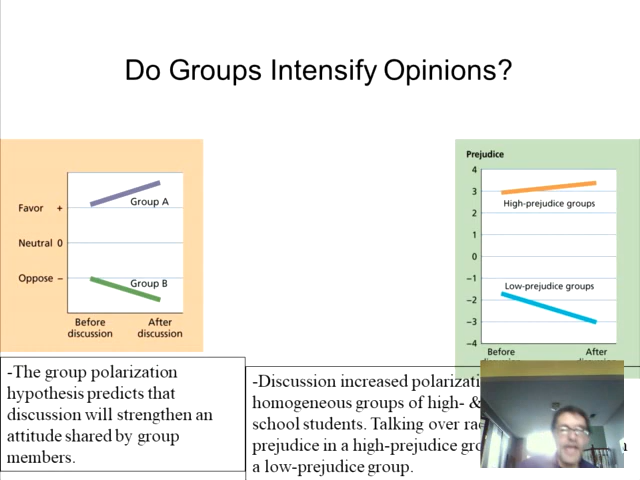 Do Groups Intensify Opinions?
Favor +
Neutral 0
Oppose –
Group A
Group B
Before discussion
After discussion
Prejudice
4
3
2
1
0
–1
–2
–3
–4
High-prejudice groups
Low-prejudice groups
Before
After
-The group polarization
hypothesis predicts that
discussion will strengthen an
attitude shared by group
members.
-Discussion increased
homogeneous groups of high- &
school students. Talking over
prejudice in a high-prejudice
a low-prejudice group.